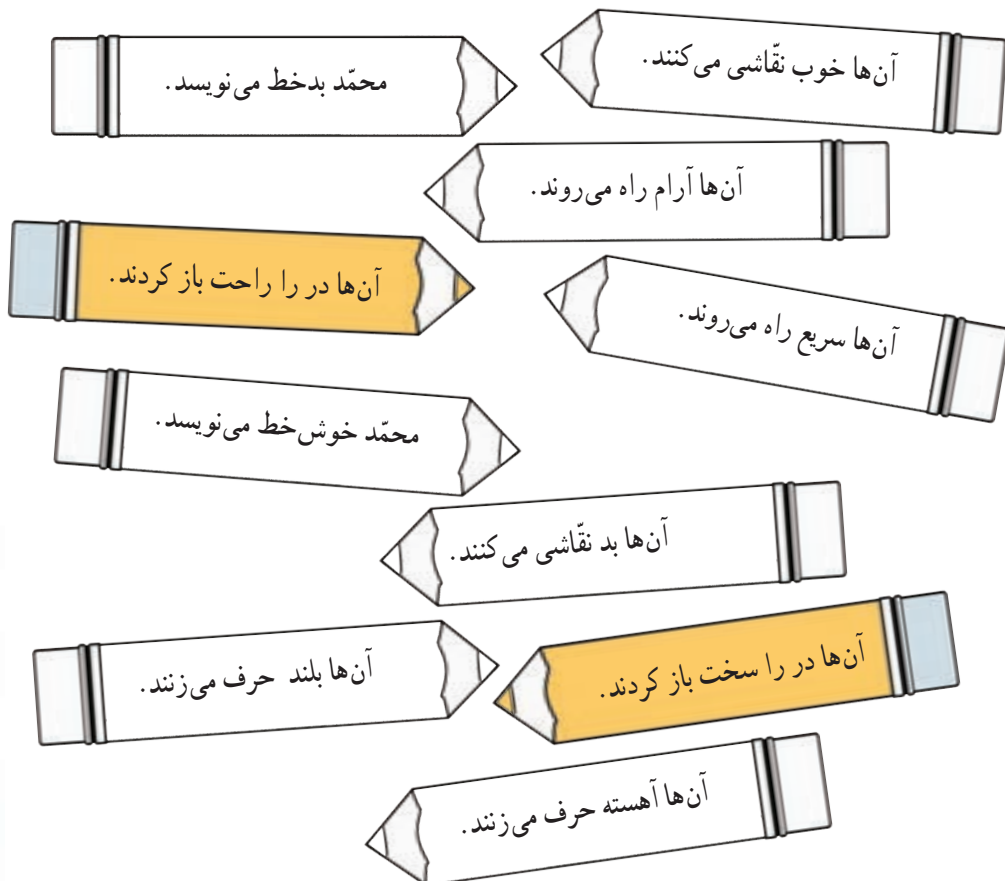 آن‌ها خوب نقّاشی می‌کنند.
محمّد بدخط می‌نویسد.
آن‌ها آرام راه می‌روند.
آن‌ها در را راحت باز کردند.
آن‌ها سریع راه می‌روند.
محمّد خوش‌خط می‌نویسد.
آن‌ها بد نقّاشی می‌کنند.
آن‌ها در را سخت باز کردند.
آن‌ها بلند حرف می‌زنند.
آن‌ها آهسته حرف می‌زنند.